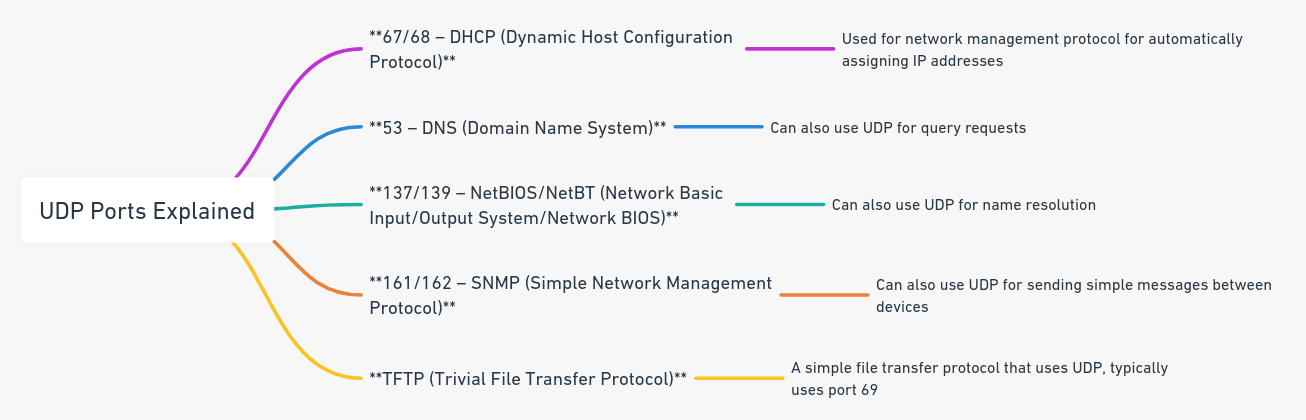 UDP Ports Explained
**67/68 – DHCP (Dynamic Host Configuration
Protocol)**
Used for network management protocol for automatically
assigning IP addresses
**53 – DNS (Domain Name System)**
Can also use UDP for query requests
**137/139 – NetBIOS/NetBT (Network Basic
Input/Output System/Network BIOS)**
Can also use UDP for name resolution
**161/162 – SNMP (Simple Network Management
Protocol)**
Can also use UDP for sending simple messages between
devices
**TFTP (Trivial File Transfer Protocol)**
A simple file transfer protocol that uses UDP, typically
uses port 69